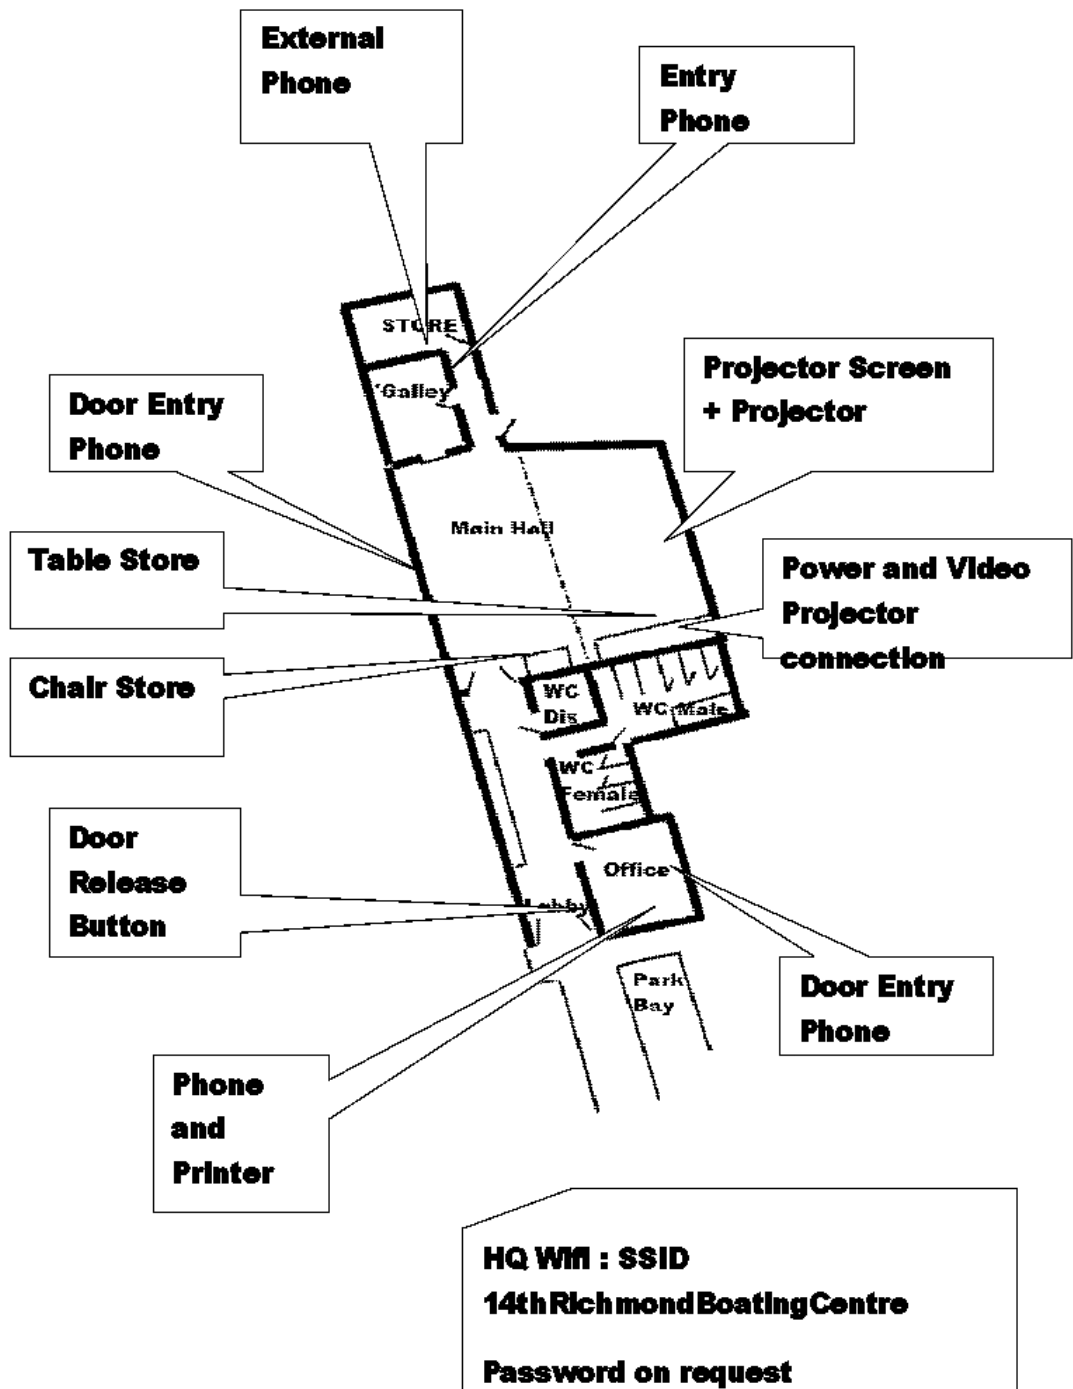 External
Phone
Entry
Phone
STORE
Galley
Projector Screen
+ Projector
Door Entry
Phone
Main Hall
Table Store
Power and Video
Projector
connection
Chair Store
WC
Dis
WC Male
WC
Female
Door
Release
Button
Office
Lobby
Park
Bay
Door Entry
Phone
Phone
and
Printer
HQ Wifi : SSID
14thRichmondBoatingCentre
Password on request